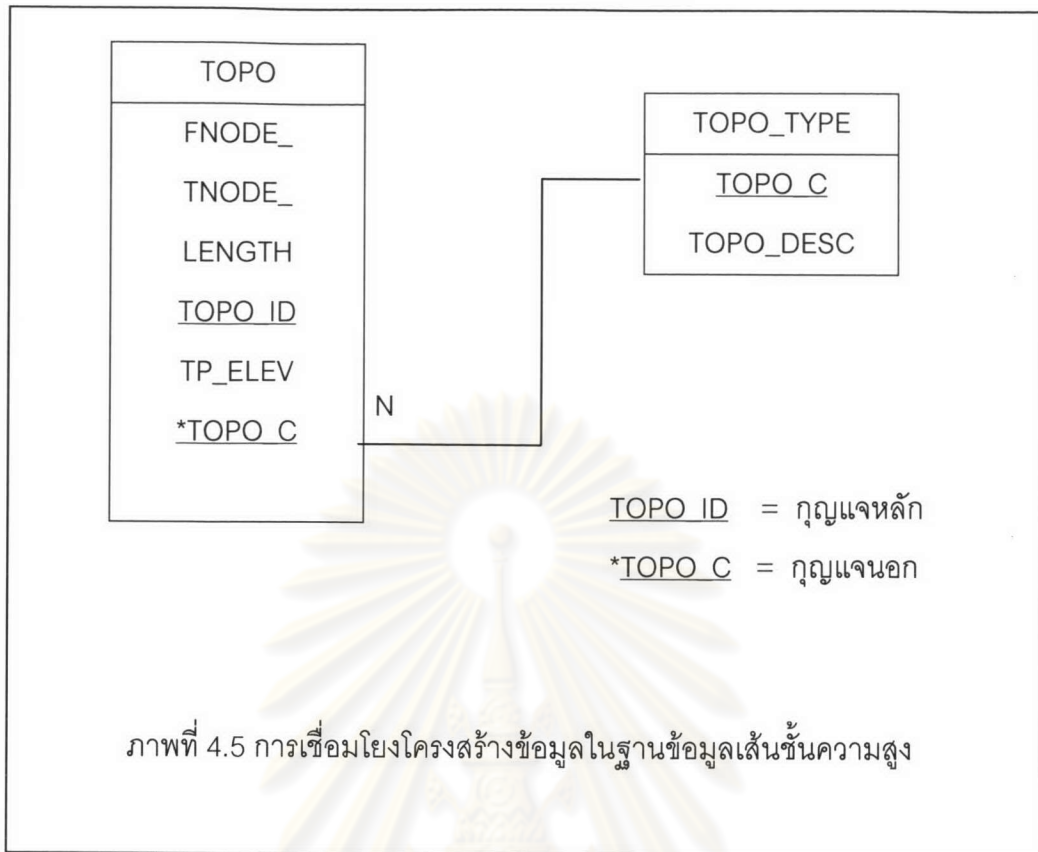 TOPO
FNODE_
TNODE_
LENGTH
TOPO_ID
TP_ELEV
*TOPO_C
N
TOPO_TYPE
TOPO_C
TOPO_DESC
TOPO_ID = กุญแจหลัก
*TOPO_C = กุญแจนอก
ภาพที่ 4.5 การเชื่อมโยงโครงสร้างข้อมูลในฐานข้อมูลเส้นชั้นความสูง